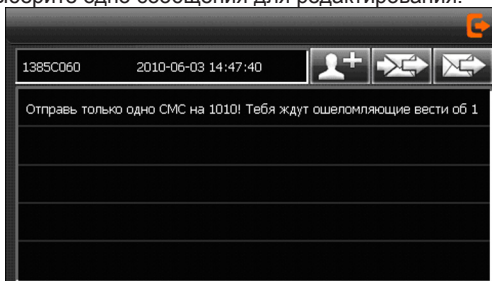 одно сообщения для редактирования.
1385C060 2010-06-03 14:47:40
Отправь только одно СМС на 1010! Тебя ждут ошеломляющие вести об 1